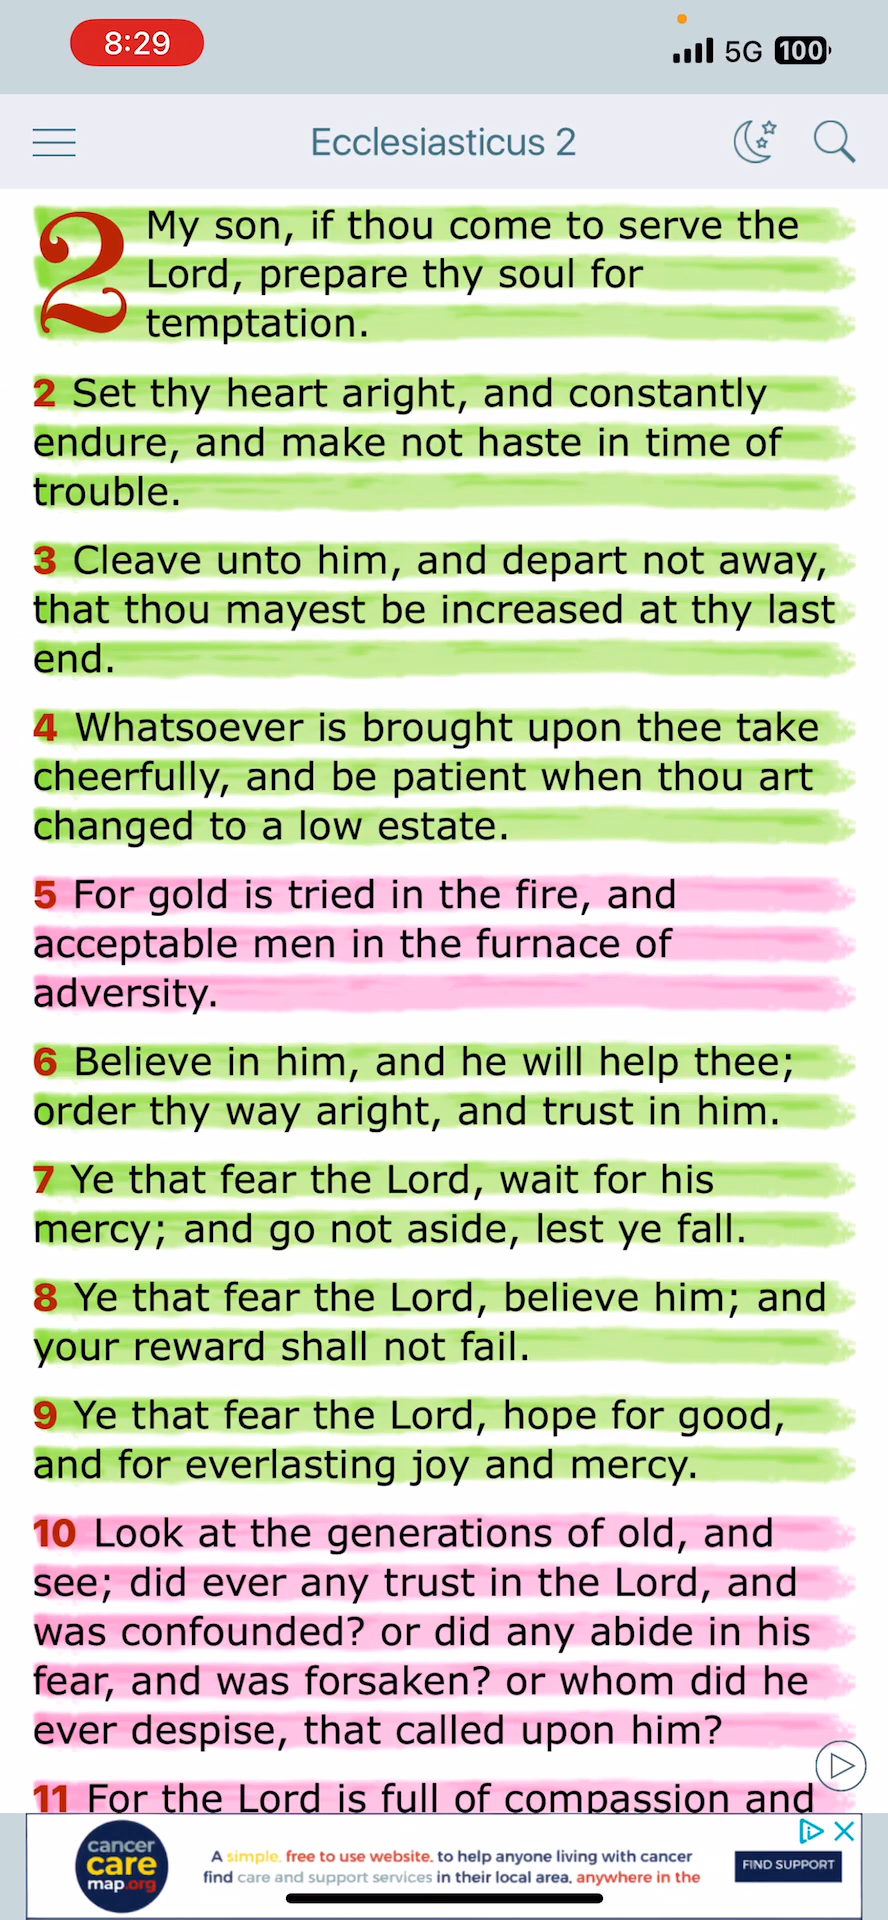 8:29
5G 100
Ecclesiasticus 2
2 My son, if thou come to serve the
Lord, prepare thy soul for
temptation.
2 Set thy heart aright, and constantly
endure, and make not haste in time of
trouble.
3 Cleave unto him, and depart not away,
that thou mayest be increased at thy last
end.
4 Whatsoever is brought upon thee take
cheerfully, and be patient when thou art
changed to a low estate.
5 For gold is tried in the fire, and
acceptable men in the furnace of
adversity.
6 Believe in him, and he will help thee;
order thy way aright, and trust in him.
7 Ye that fear the Lord, wait for his
mercy; and go not aside, lest ye fall.
8 Ye that fear the Lord, believe him; and
your reward shall not fail.
9 Ye that fear the Lord, hope for good,
and for everlasting joy and mercy.
10 Look at the generations of old, and
see; did ever any trust in the Lord, and
was confounded? or did any abide in his
fear, and was forsaken? or whom did he
ever despise, that called upon him?
11 For the Lord is full of compassion and
cancer
care
map.org
A simple. free to use website. to help anyone living with cancer
find care and support services in their local area. anywhere in the
FIND SUPPORT